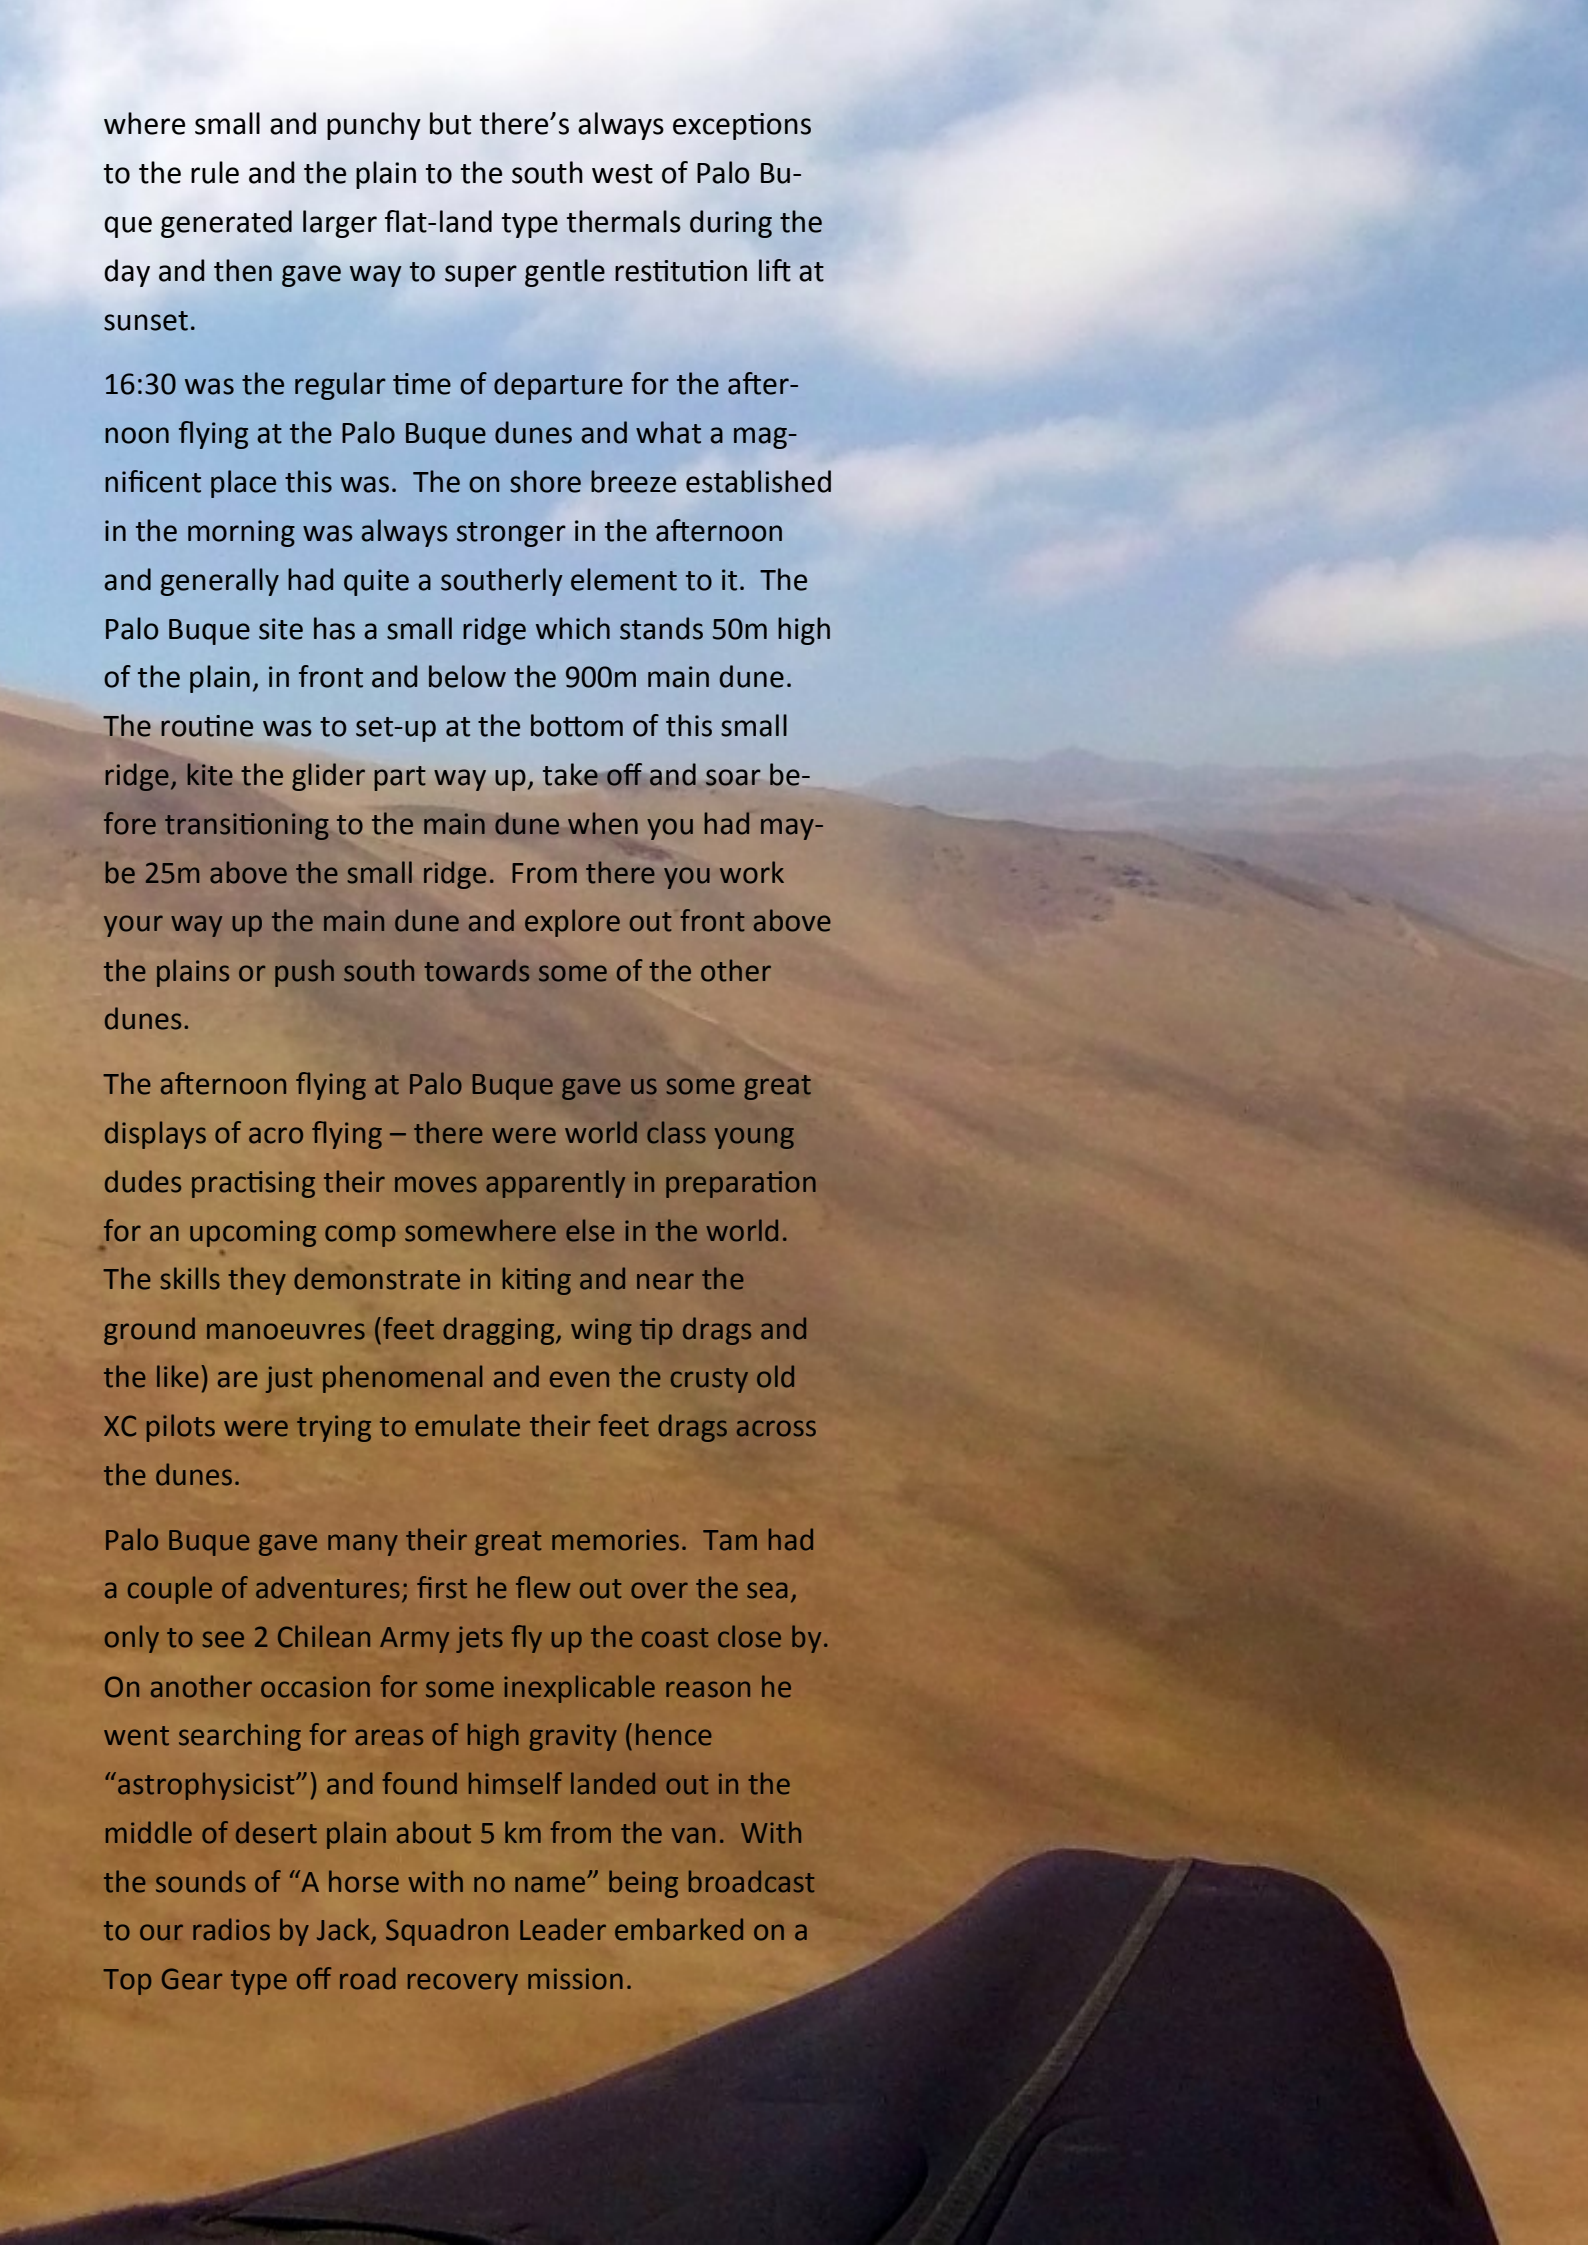 where small and punchy but there’s always exceptions
to the rule and the plain to the south west of Palo Bu-
que generated larger flat-land type thermals during the
day and then gave way to super gentle restitution lift at
sunset.
16:30 was the regular time of departure for the after-
noon flying at the Palo Buque dunes and what a mag-
nificent place this was.  The on shore breeze established
in the morning was always stronger in the afternoon
and generally had quite a southerly element to it.  The
Palo Buque site has a small ridge which stands 50m high
of the plain, in front and below the 900m main dune.
The routine was to set-up at the bottom of this small
ridge, kite the glider part way up, take off and soar be-
fore transitioning to the main dune when you had may-
be 25m above the small ridge.  From there you work
your way up the main dune and explore out front above
the plains or push south towards some of the other
dunes.
The afternoon flying at Palo Buque gave us some great
displays of acro flying – there were world class young
dudes practising their moves apparently in preparation
for an upcoming comp somewhere else in the world.
The skills they demonstrate in kiting and near the
ground manoeuvres (feet dragging, wing tip drags and
the like) are just phenomenal and even the crusty old
XC pilots were trying to emulate their feet drags across
the dunes.
Palo Buque gave many their great memories.  Tam had
a couple of adventures; first he flew out over the sea,
only to see 2 Chilean Army jets fly up the coast close by.
On another occasion for some inexplicable reason he
went searching for areas of high gravity (hence
“astrophysicist”) and found himself landed out in the
middle of desert plain about 5 km from the van.  With
the sounds of “A horse with no name” being broadcast
to our radios by Jack, Squadron Leader embarked on a
Top Gear type off road recovery mission.